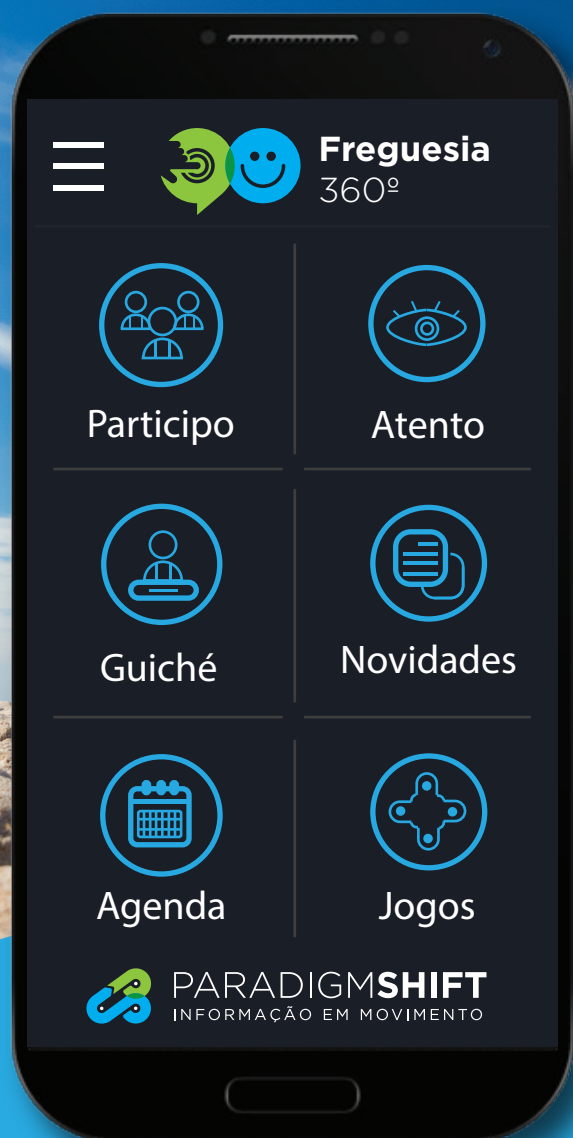 Freguesia
360º
Participo
Atento
Guiché
Novidades
Agenda
Jogos
PARADIGMSHIFT
INFORMAÇÃO EM MOVIMENTO